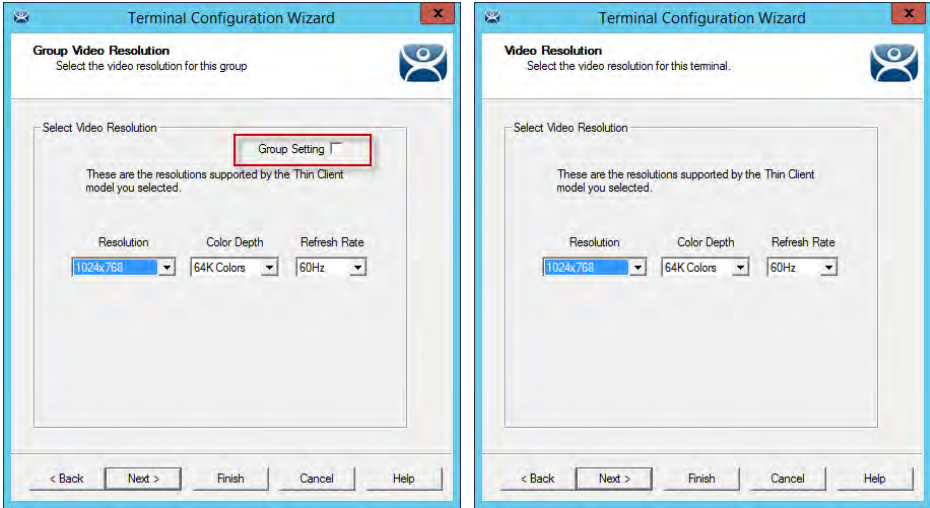 Terminal Configuration Wizard
x
Group Video Resolution
Select the video resolution for this group
Select Video Resolution
Group Setting
These are the resolutions supported by the Thin Client
model you selected.
Resolution Color Depth Refresh Rate
1024x768 64K Colors 60Hz
< Back Next > Finish Cancel Help
Terminal Configuration Wizard
x
Video Resolution
Select the video resolution for this terminal.
Select Video Resolution
These are the resolutions supported by the Thin Client
model you selected.
Resolution Color Depth Refresh Rate
1024x768 64K Colors 60Hz
< Back Next > Finish Cancel Help